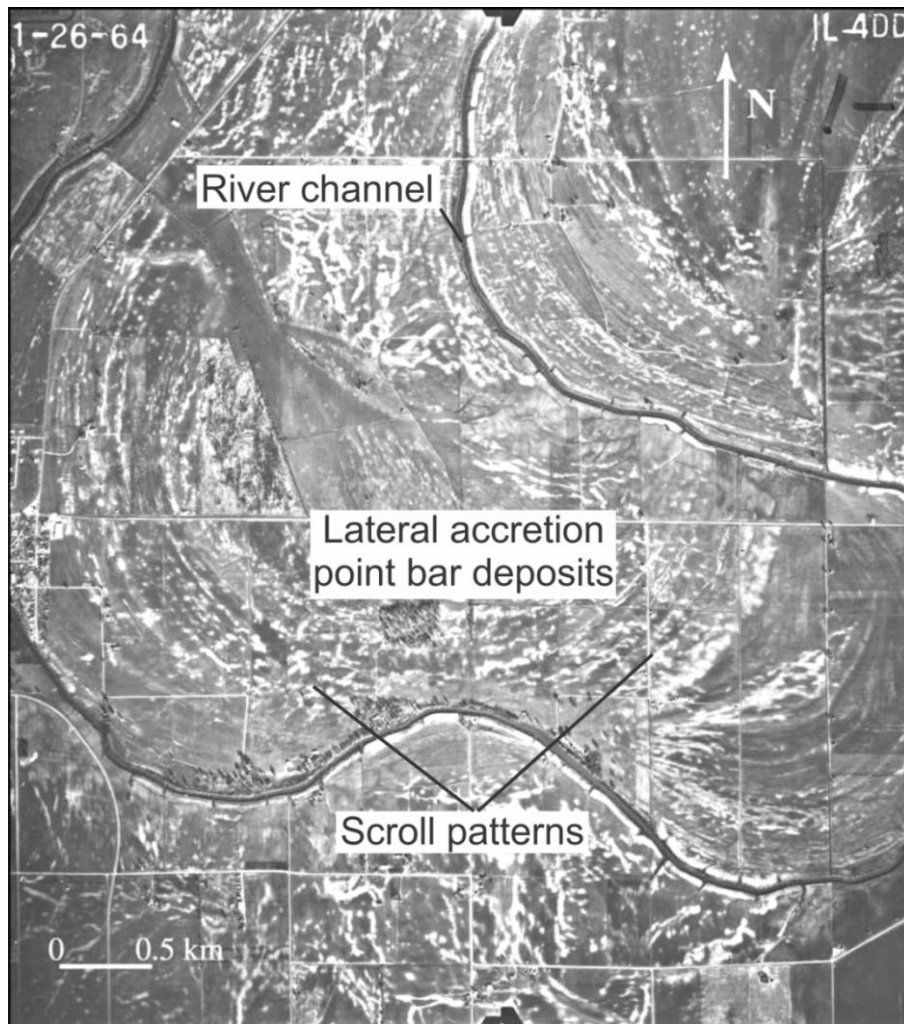 1-26-64
IL-4DD
N
River channel
Lateral accretion
point bar deposits
Scroll patterns
0 0.5 km